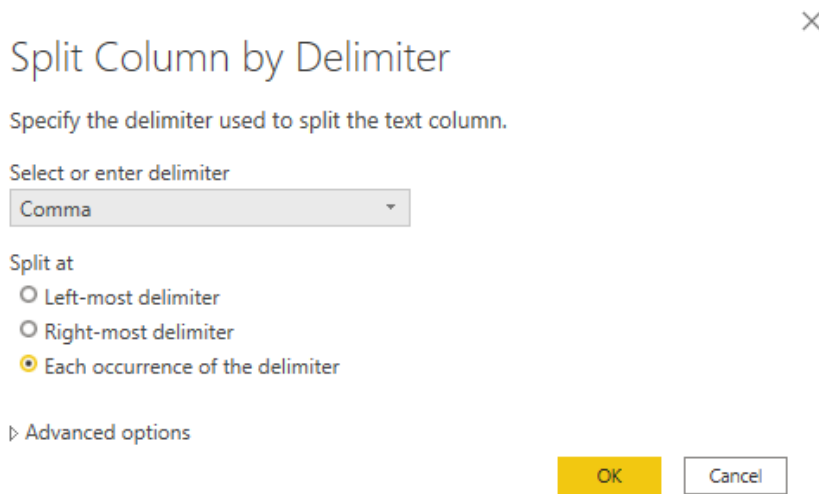 Split Column by Delimiter
Specify the delimiter used to split the text column.
Select or enter delimiter
Comma
Split at
Left-most delimiter
Right-most delimiter
Each occurrence of the delimiter
Advanced options
OK Cancel